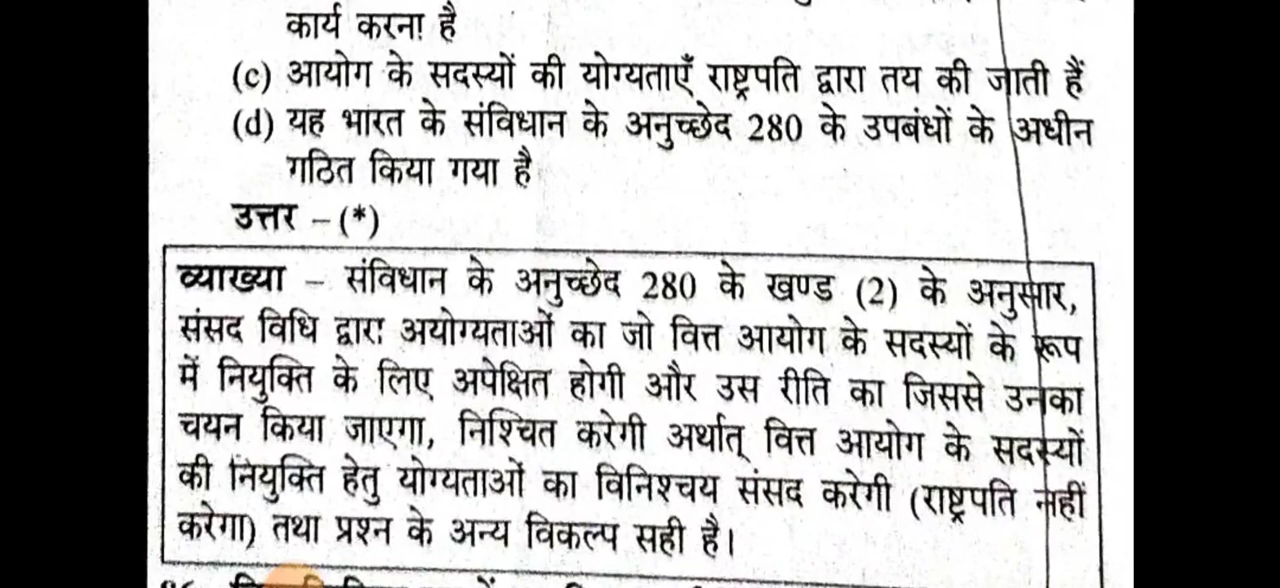 कार्य करना है
(c) आयोग के सदस्यों की योग्यताएँ राष्ट्रपति द्वारा तय की जाती हैं
(d) यह भारत के संविधान के अनुच्छेद 280 के उपबंधों के अधीन
गठित किया गया है
उत्तर – (*)
व्याख्या – संविधान के अनुच्छेद 280 के खण्ड (2) के अनुसार,
संसद विधि द्वारा अयोग्यताओं का जो वित्त आयोग के सदस्यों के रूप
में नियुक्ति के लिए अपेक्षित होगी और उस रीति का जिससे उनका
चयन किया जाएगा, निश्चित करेगी अर्थात् वित्त आयोग के सदस्यों
की नियुक्ति हेतु योग्यताओं का विनिश्चय संसद करेगी (राष्ट्रपति नहीं
करेगा) तथा प्रश्न के अन्य विकल्प सही है।